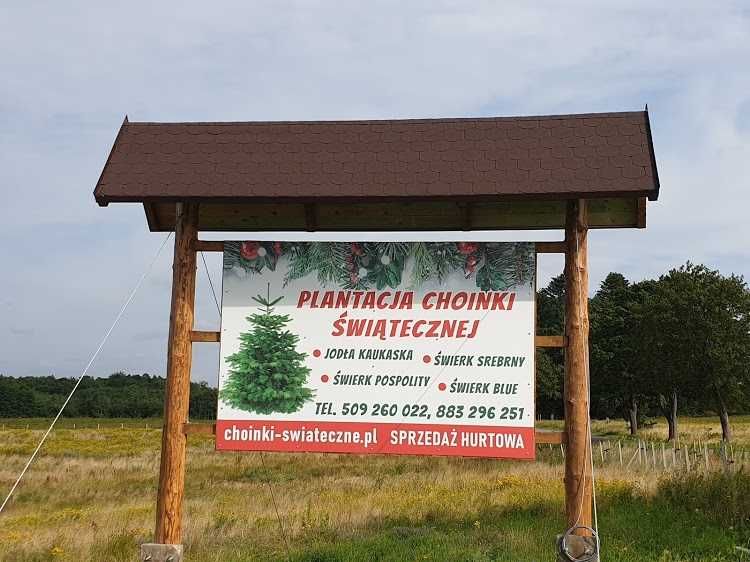 PLANTACJA CHOINKI
ŚWIĄTECZNEJ
• JODŁA KAUKASKA • ŚWIERK SREBRNY
• ŚWIERK POSPOLITY • ŚWIERK BLUE
TEL. 509 260 022, 883 296 251
choinki-swiateczne.pl SPRZEDAŻ HURTOWA